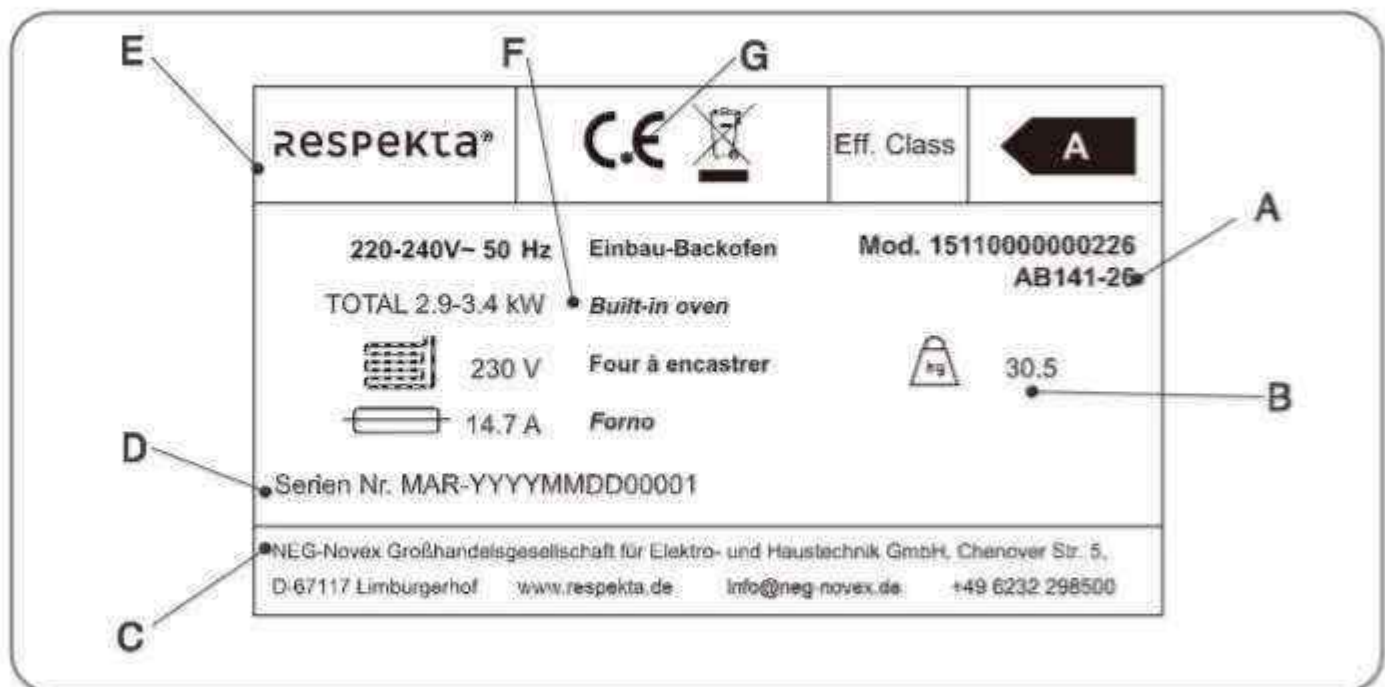 E
F
G
ResPeKta®
CE
Eff. Class
A
A
220-240V~ 50 Hz
Einbau-Backofen
Mod. 15110000000226
AB141-26
TOTAL 2.9-3.4 kW
Built-in oven
230 V
Four à encastrer
kg
30.5
B
14.7 A
Forno
D
Serien Nr. MAR-YYYYMMDD00001
NEG-Novex Großhandelsgesellschaft für Elektro- und Haustechnik GmbH, Chenover Str. 5,
D-67117 Limburgerhof www.respekta.de Info@neg-novex.de +49 6232 298500
C